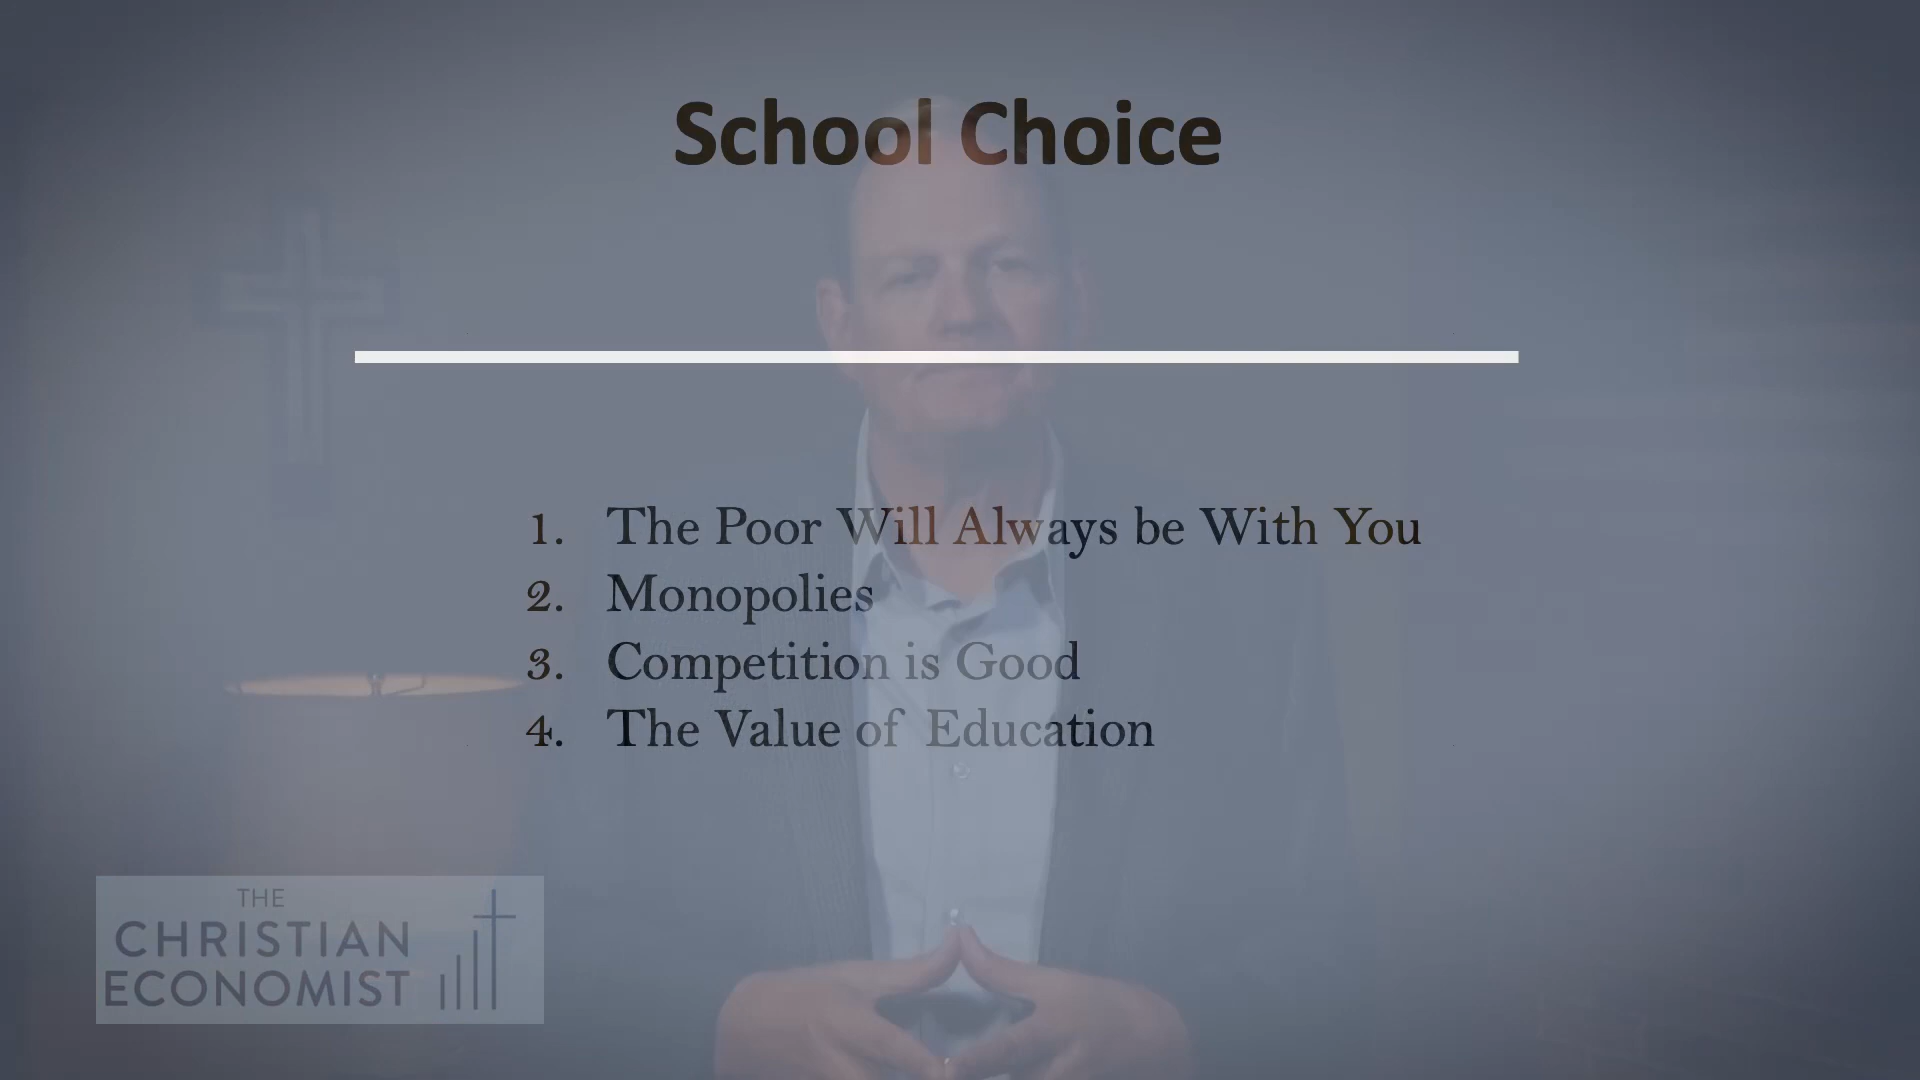 School Choice
1. The Poor Will Always be With You
2. Monopolies
3. Competition is Good
4. The Value of Education
THE
CHRISTIAN
ECONOMIST